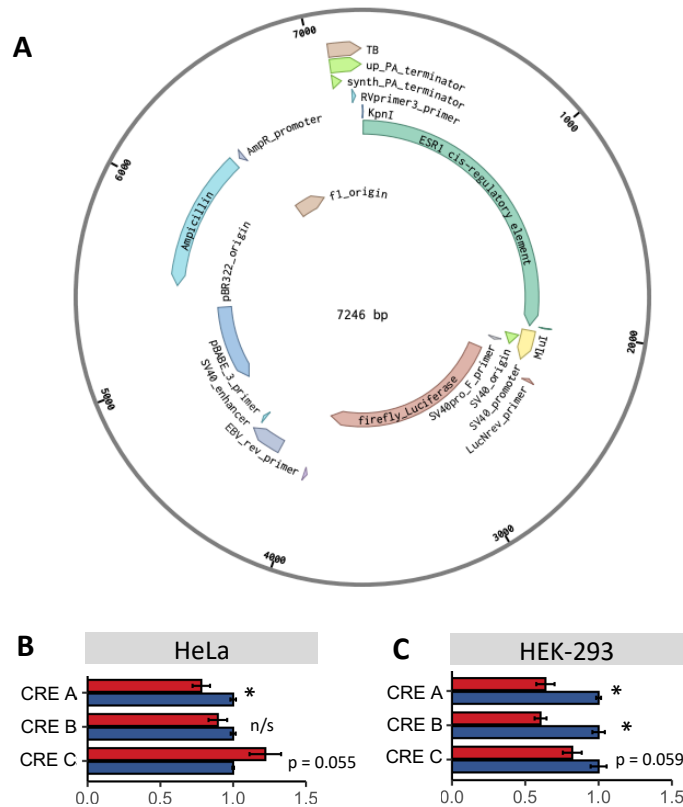 A
7000
TB
up_PA_terminator
synth_PA_terminator
RVprimer3_primer
KpnI
1000
ESR1 cis-regulatory element
AmpR_promoter
6000
Ampicillin
f1_origin
pBR322_origin
7246 bp
2000
MluI
SV40pro_F_primer
SV40_origin
SV40_promoter
LucNrev_primer
firefly_Luciferase
pBABE_3_primer
SV40_enhancer
EBV_rev_primer
5000
3000
4000
B
HeLa
CRE A
*
CRE B
n/s
CRE C
p = 0.055
0.0
0.5
1.0
1.5
C
HEK-293
CRE A
*
CRE B
*
CRE C
p = 0.059
0.0
0.5
1.0
1.5